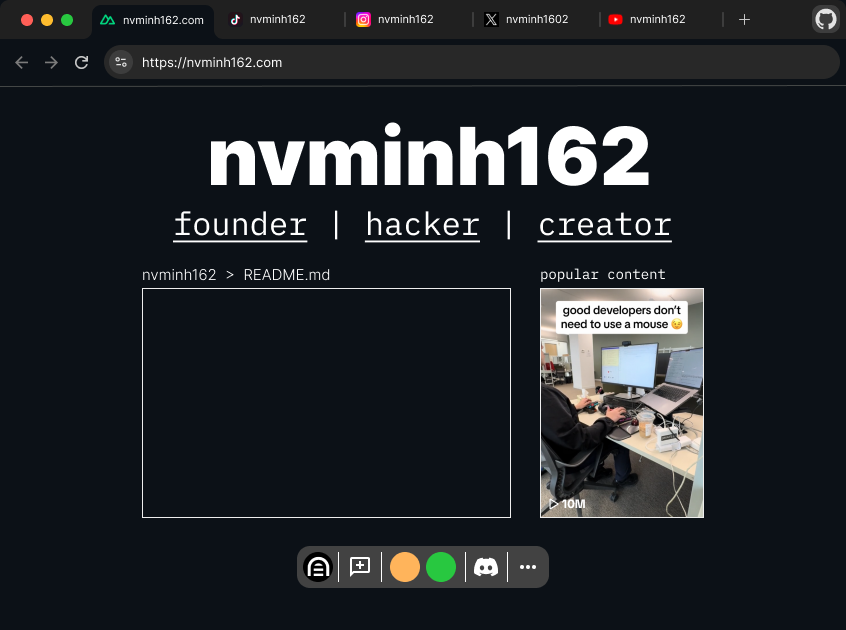 nvminh162.com
nvminh162
nvminh162
nvminh1602
nvminh162
https://nvminh162.com
nvminh162
founder | hacker | creator
nvminh162 > README.md
popular content
good developers don't
need to use a mouse 😉
10M